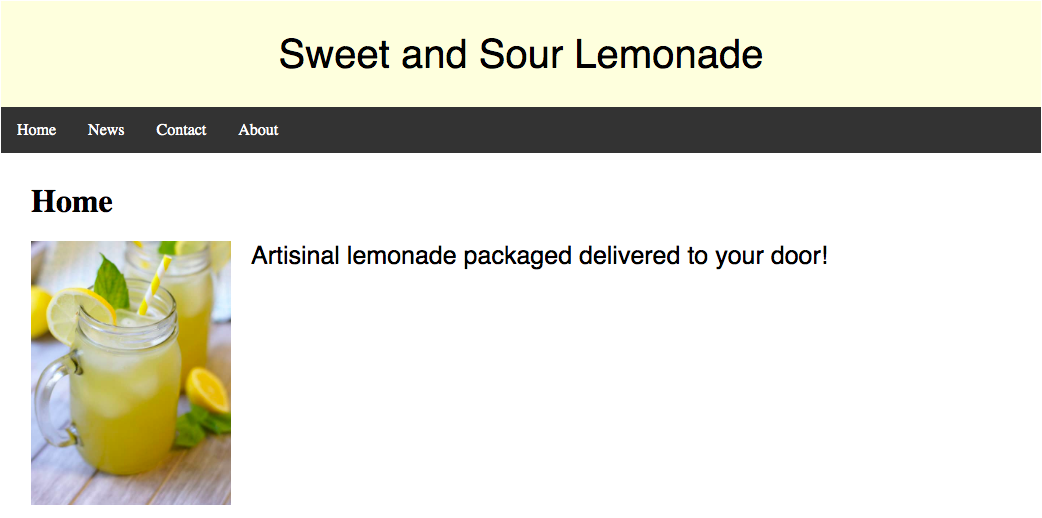 Sweet and Sour Lemonade
Home News Contact About
Home
Artisinal lemonade packaged delivered to your door!